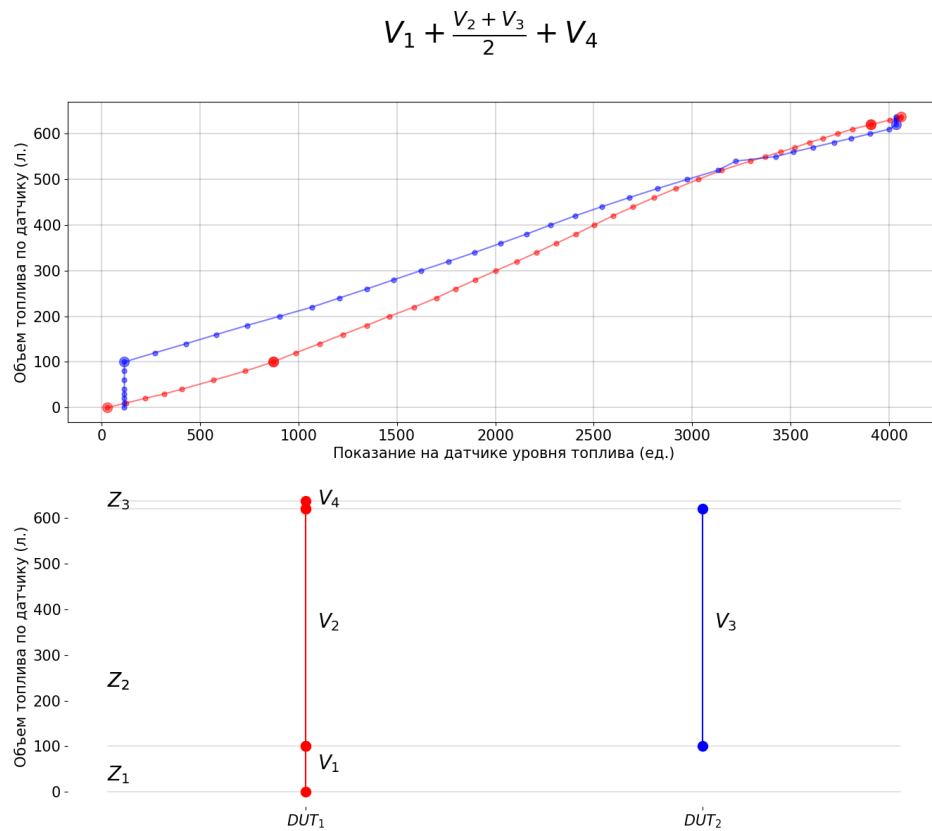 V₁ + (V₂ + V₃)/2 + V₄
Объем топлива по датчику (л.)
600
500
400
300
200
100
0
0 500 1000 1500 2000 2500 3000 3500 4000
Показание на датчике уровня топлива (ед.)
Объем топлива по датчику (л.)
Z₃ V₄
600
500
400
V₂ V₃
300
Z₂
200
100
V₁
Z₁
0
DUT₁ DUT₂